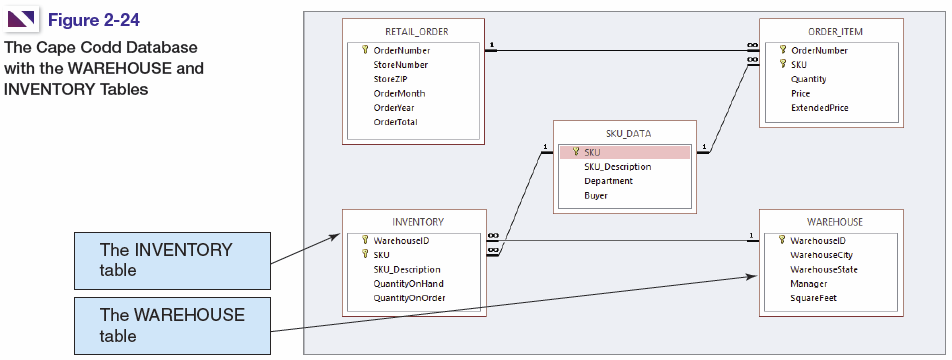 Figure 2-24
The Cape Codd Database
with the WAREHOUSE and
INVENTORY Tables
RETAIL_ORDER
OrderNumber
StoreNumber
StoreZIP
OrderMonth
OrderYear
OrderTotal
1
∞
ORDER_ITEM
OrderNumber
SKU
Quantity
Price
ExtendedPrice
∞
SKU_DATA
SKU
SKU_Description
Department
Buyer
1
1
INVENTORY
WarehouseID
SKU
SKU_Description
QuantityOnHand
QuantityOnOrder
∞
∞
1
WAREHOUSE
WarehouseID
WarehouseCity
WarehouseState
Manager
SquareFeet
The INVENTORY
table
The WAREHOUSE
table